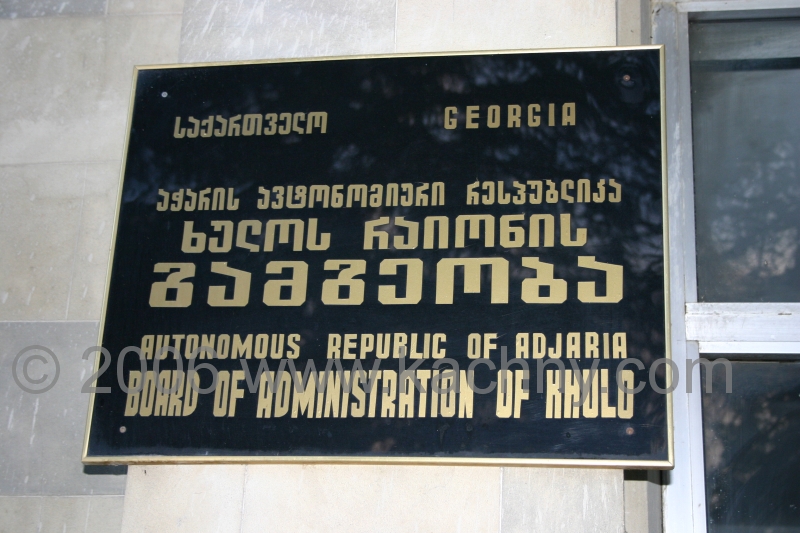 საქართველო GEORGIA
აჭარის ავტონომიური რესპუბლიკა
ხულოს რაიონის
გამგეობა
AUTONOMOUS REPUBLIC OF ADJARIA
© 2006 www.kachny.com
BOARD OF ADMINISTRATION OF KHULO